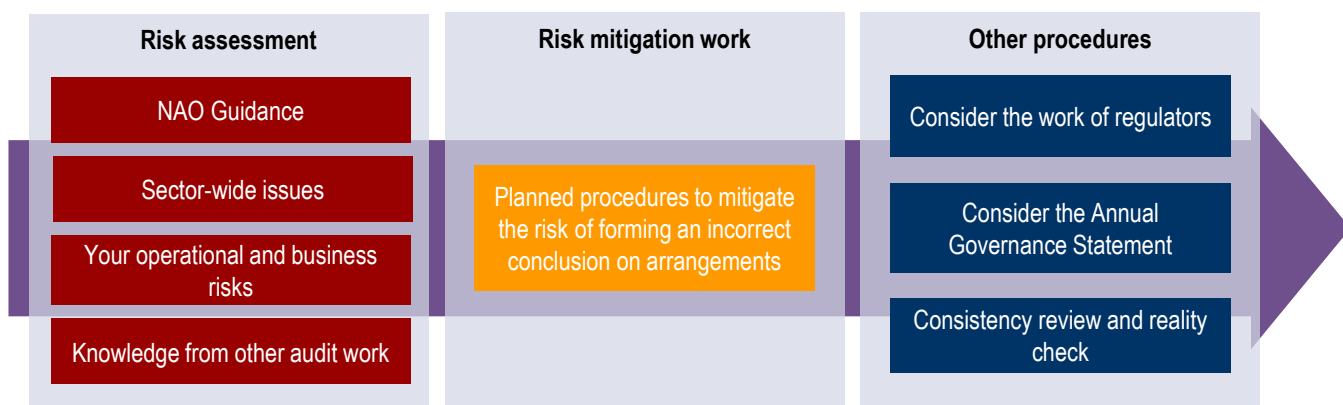 Risk assessment
NAO Guidance
Sector-wide issues
Your operational and business
risks
Knowledge from other audit work
Risk mitigation work
Planned procedures to mitigate
the risk of forming an incorrect
conclusion on arrangements
Other procedures
Consider the work of regulators
Consider the Annual
Governance Statement
Consistency review and reality
check